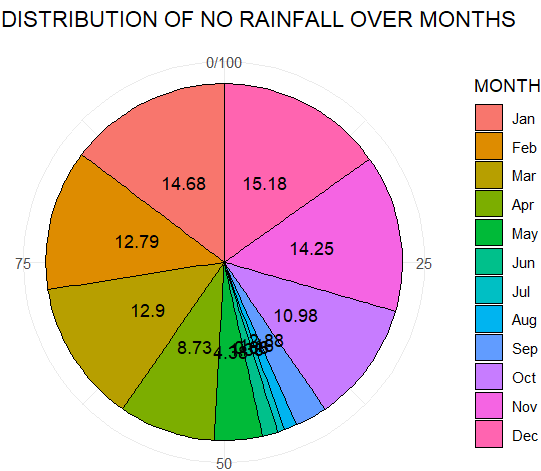 DISTRIBUTION OF NO RAINFALL OVER MONTHS
0/100
MONTH
Jan
Feb
Mar
Apr
May
Jun
Jul
Aug
Sep
Oct
Nov
Dec
14.68
15.18
12.79
14.25
75
25
12.9
10.98
8.73
50